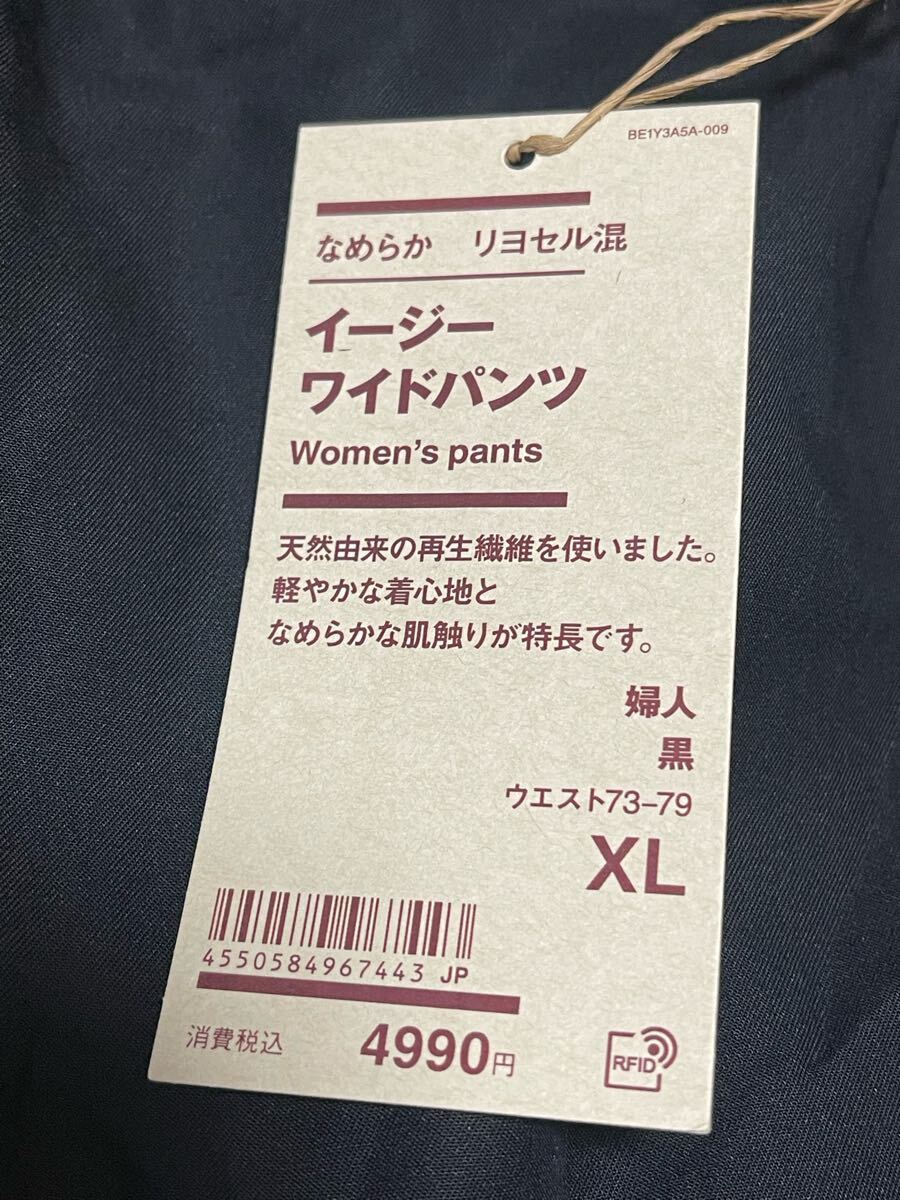 BE1Y3A5A-009
なめらか　リヨセル混
イージー
ワイドパンツ
Women's pants
天然由来の再生繊維を使いました。
軽やかな着心地と
なめらかな肌触りが特長です。
婦人
黒
ウエスト73–79
XL
4550584967443 JP
消費税込 4990円
RFID